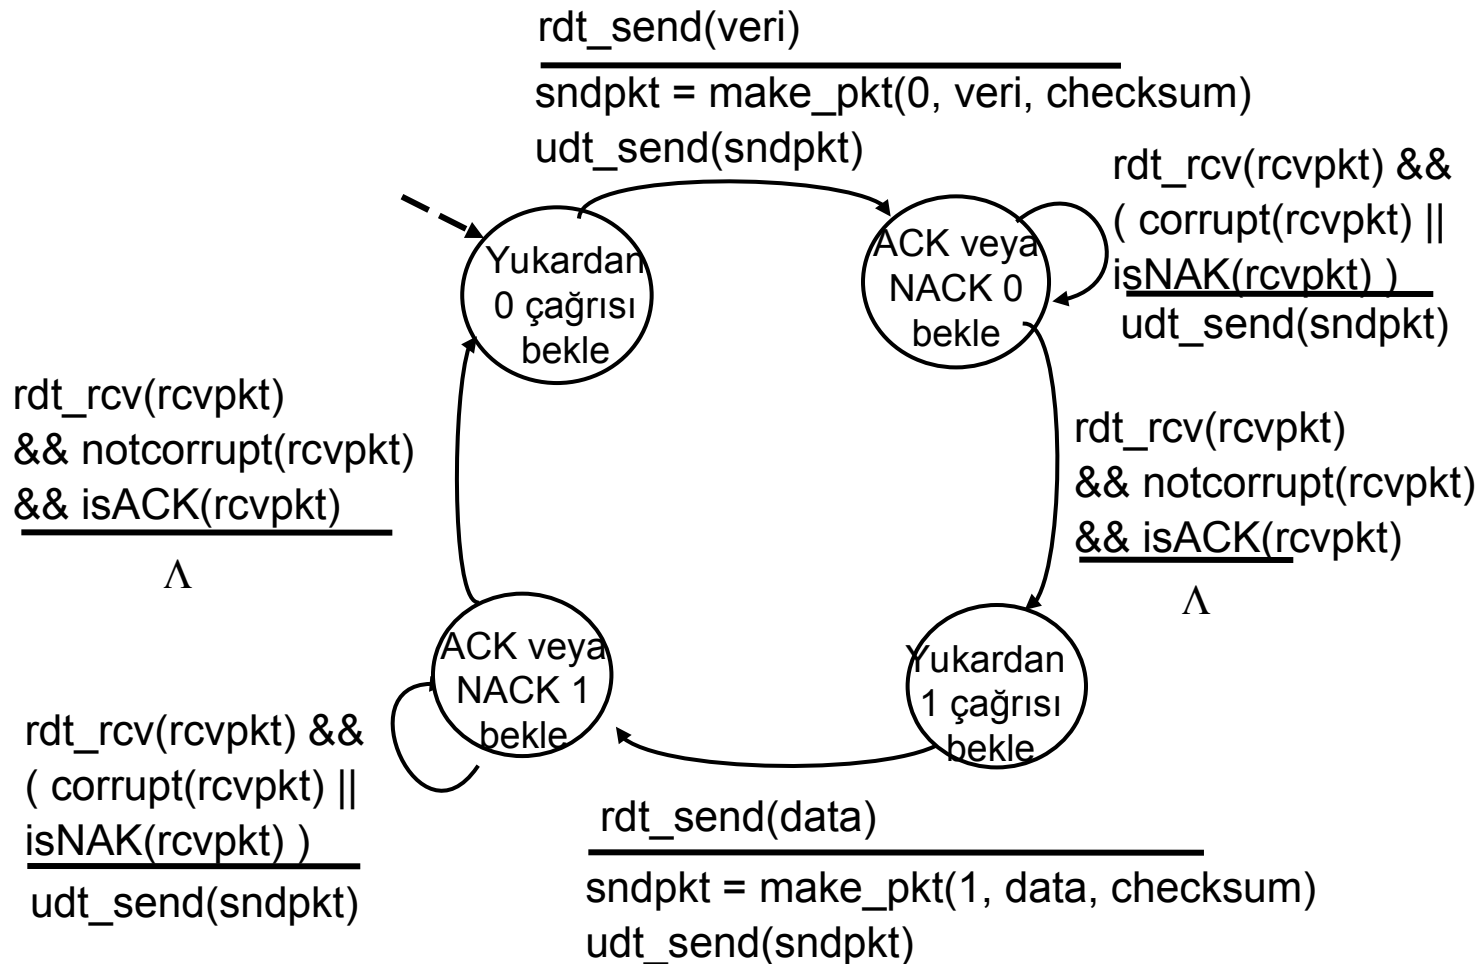 rdt_send(veri)
sndpkt = make_pkt(0, veri, checksum)
udt_send(sndpkt)
rdt_rcv(rcvpkt) &&
( corrupt(rcvpkt) ||
isNAK(rcvpkt) )
udt_send(sndpkt)
Yukardan
0 çağrısı
bekle
ACK veya
NACK 0
bekle
rdt_rcv(rcvpkt)
&& notcorrupt(rcvpkt)
&& isACK(rcvpkt)
Λ
rdt_rcv(rcvpkt)
&& notcorrupt(rcvpkt)
&& isACK(rcvpkt)
Λ
ACK veya
NACK 1
bekle
Yukardan
1 çağrısı
bekle
rdt_rcv(rcvpkt) &&
( corrupt(rcvpkt) ||
isNAK(rcvpkt) )
udt_send(sndpkt)
rdt_send(data)
sndpkt = make_pkt(1, data, checksum)
udt_send(sndpkt)